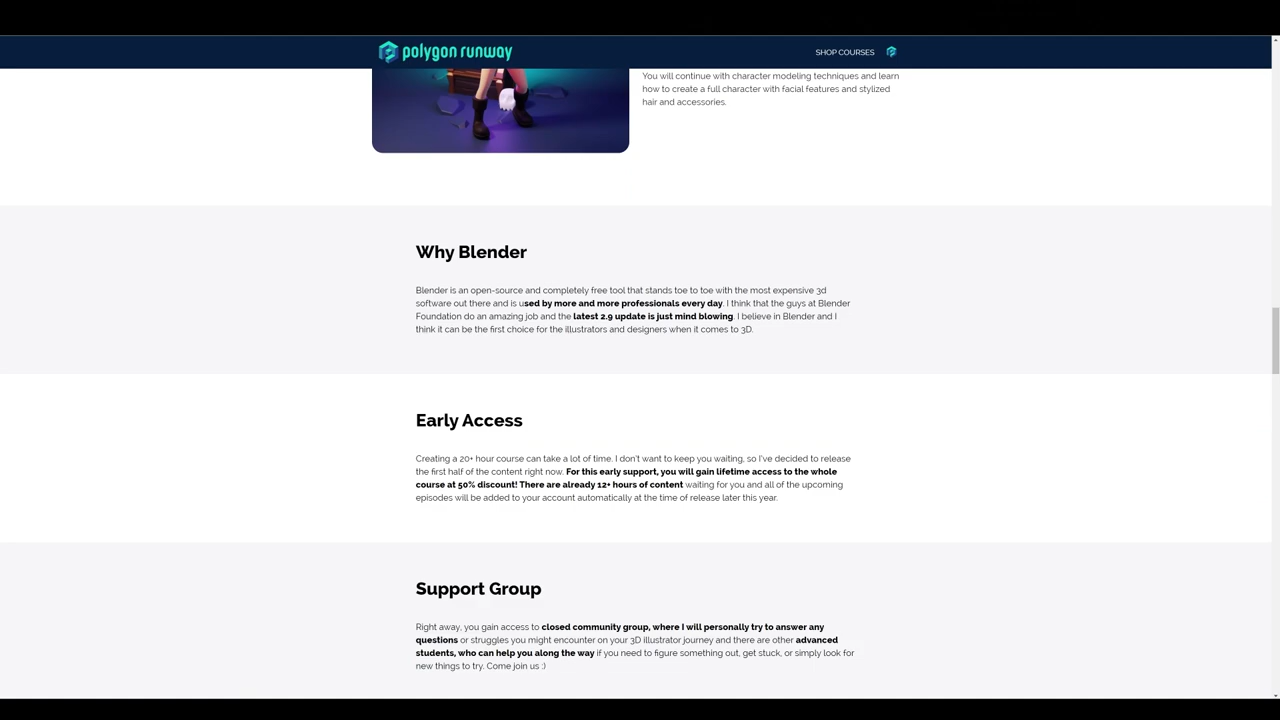 polygon runway
SHOP COURSES
You will continue with character modeling techniques and learn
how to create a full character with facial features and stylized
hair and accessories.
Why Blender
Blender is an open-source and completely free tool that stands toe to toe with the most expensive 3d
software out there and is used by more and more professionals every day. I think that the guys at Blender
Foundation do an amazing job and the latest 2.9 update is just mind blowing. I believe in Blender and I
think it can be the first choice for the illustrators and designers when it comes to 3D.
Early Access
Creating a 20+ hour course can take a lot of time. I don't want to keep you waiting, so I've decided to release
the first half of the content right now. For this early support, you will gain lifetime access to the whole
course at 50% discount! There are already 12+ hours of content waiting for you and all of the upcoming
episodes will be added to your account automatically at the time of release later this year.
Support Group
Right away, you gain access to closed community group, where I will personally try to answer any
questions or struggles you might encounter on your 3D illustrator journey and there are other advanced
students, who can help you along the way if you need to figure something out, get stuck, or simply look for
new things to try. Come join us :)